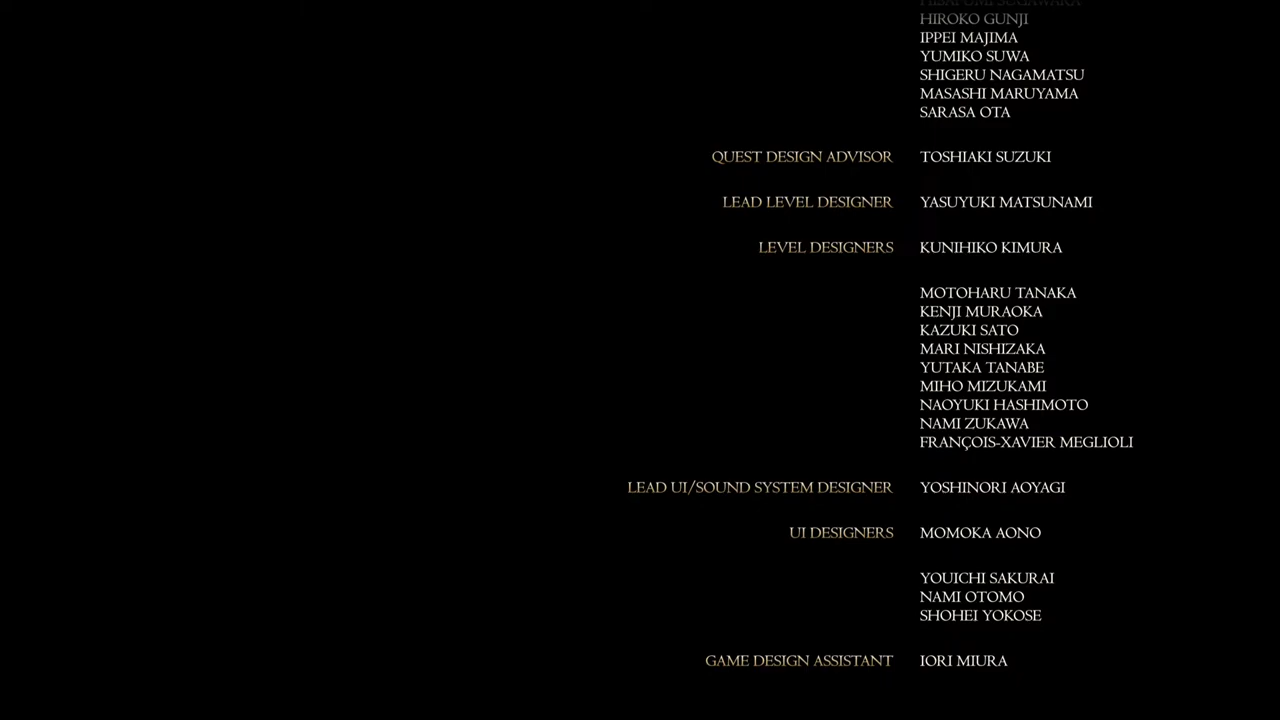 HISAFUMI SUGAWARA
HIROKO GUNJI
IPPEI MAJIMA
YUMIKO SUWA
SHIGERU NAGAMATSU
MASASHI MARUYAMA
SARASA OTA
QUEST DESIGN ADVISOR TOSHIAKI SUZUKI
LEAD LEVEL DESIGNER YASUYUKI MATSUNAMI
LEVEL DESIGNERS KUNIHIKO KIMURA
MOTOHARU TANAKA
KENJI MURAOKA
KAZUKI SATO
MARI NISHIZAKA
YUTAKA TANABE
MIHO MIZUKAMI
NAOYUKI HASHIMOTO
NAMI ZUKAWA
FRANÇOIS-XAVIER MEGLIOLI
LEAD UI/SOUND SYSTEM DESIGNER YOSHINORI AOYAGI
UI DESIGNERS MOMOKA AONO
YOUICHI SAKURAI
NAMI OTOMO
SHOHEI YOKOSE
GAME DESIGN ASSISTANT IORI MIURA